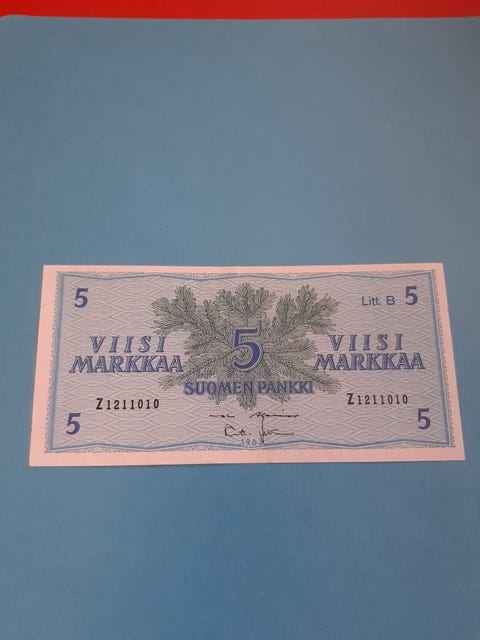 5
Litt. B 5
VIISI
MARKKAA
5
VIISI
MARKKAA
SUOMEN PANKKI
Z1211010
Z1211010
5
1963
5